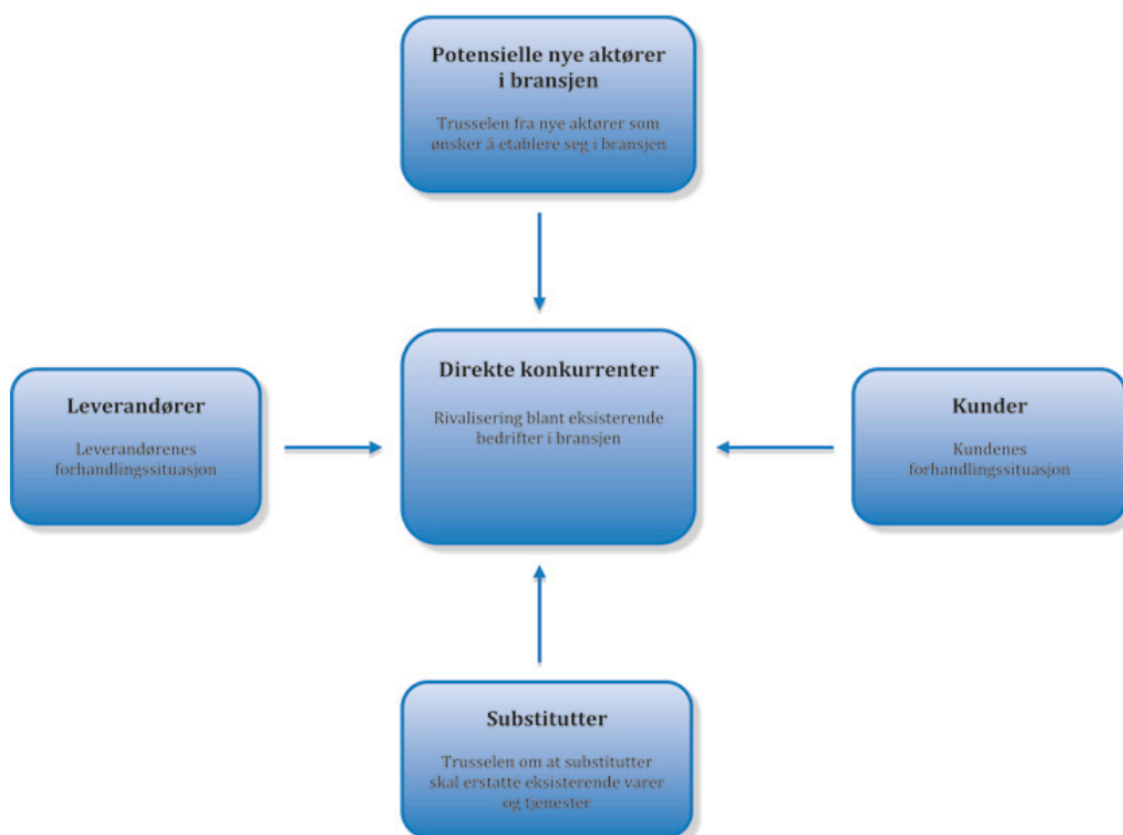 Potensielle nye aktører
i bransjen
Trusselen fra nye aktører som
ønsker å etablere seg i bransjen
Direkte konkurrenter
Rivalisering blant eksisterende
bedrifter i bransjen
Leverandører
Leverandørenes
forhandlingssituasjon
Kunder
Kundenes
forhandlingssituasjon
Substitutter
Trusselen om at substitutter
skal erstatte eksisterende varer
og tjenester